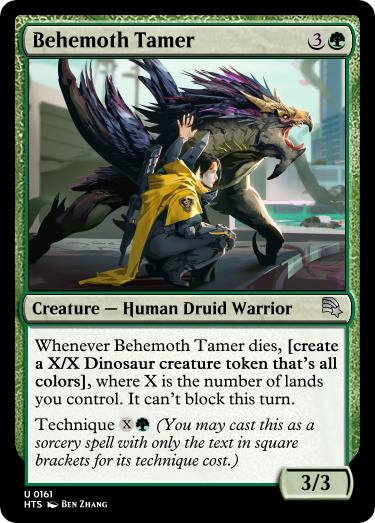 Behemoth Tamer 3
Creature — Human Druid Warrior
Whenever Behemoth Tamer dies, [create
a X/X Dinosaur creature token that's all
colors], where X is the number of lands
you control. It can't block this turn.
Technique X (You may cast this as a
sorcery spell with only the text in square
brackets for its technique cost.)
3/3
U 0161
HTS Ben Zhang